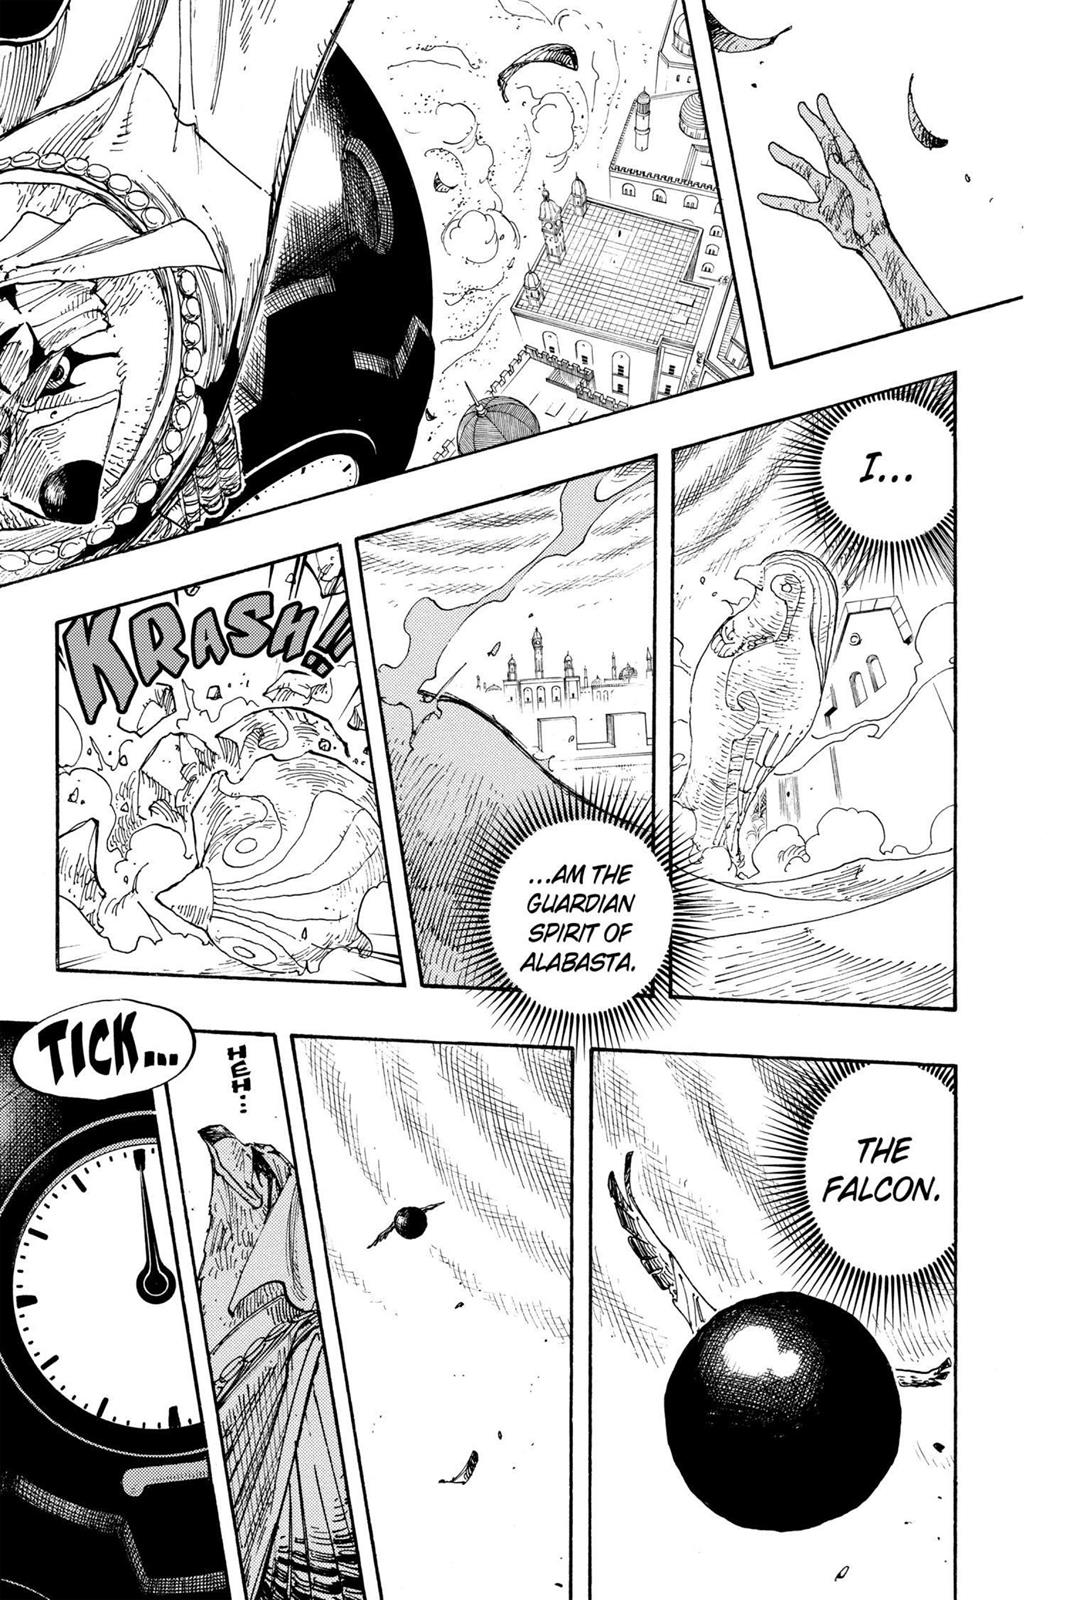 I...
...AM THE
GUARDIAN
SPIRIT OF
ALABASTA.
KRASH!!
THE
FALCON.
HEH...
TICK...